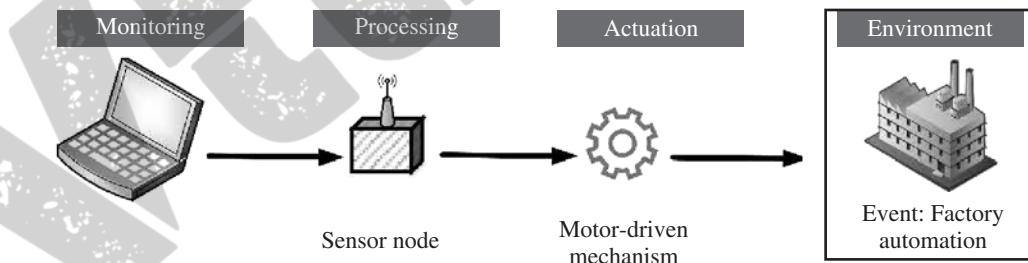 Monitoring
Processing
Actuation
Environment
Sensor node
Motor-driven
mechanism
Event: Factory
automation